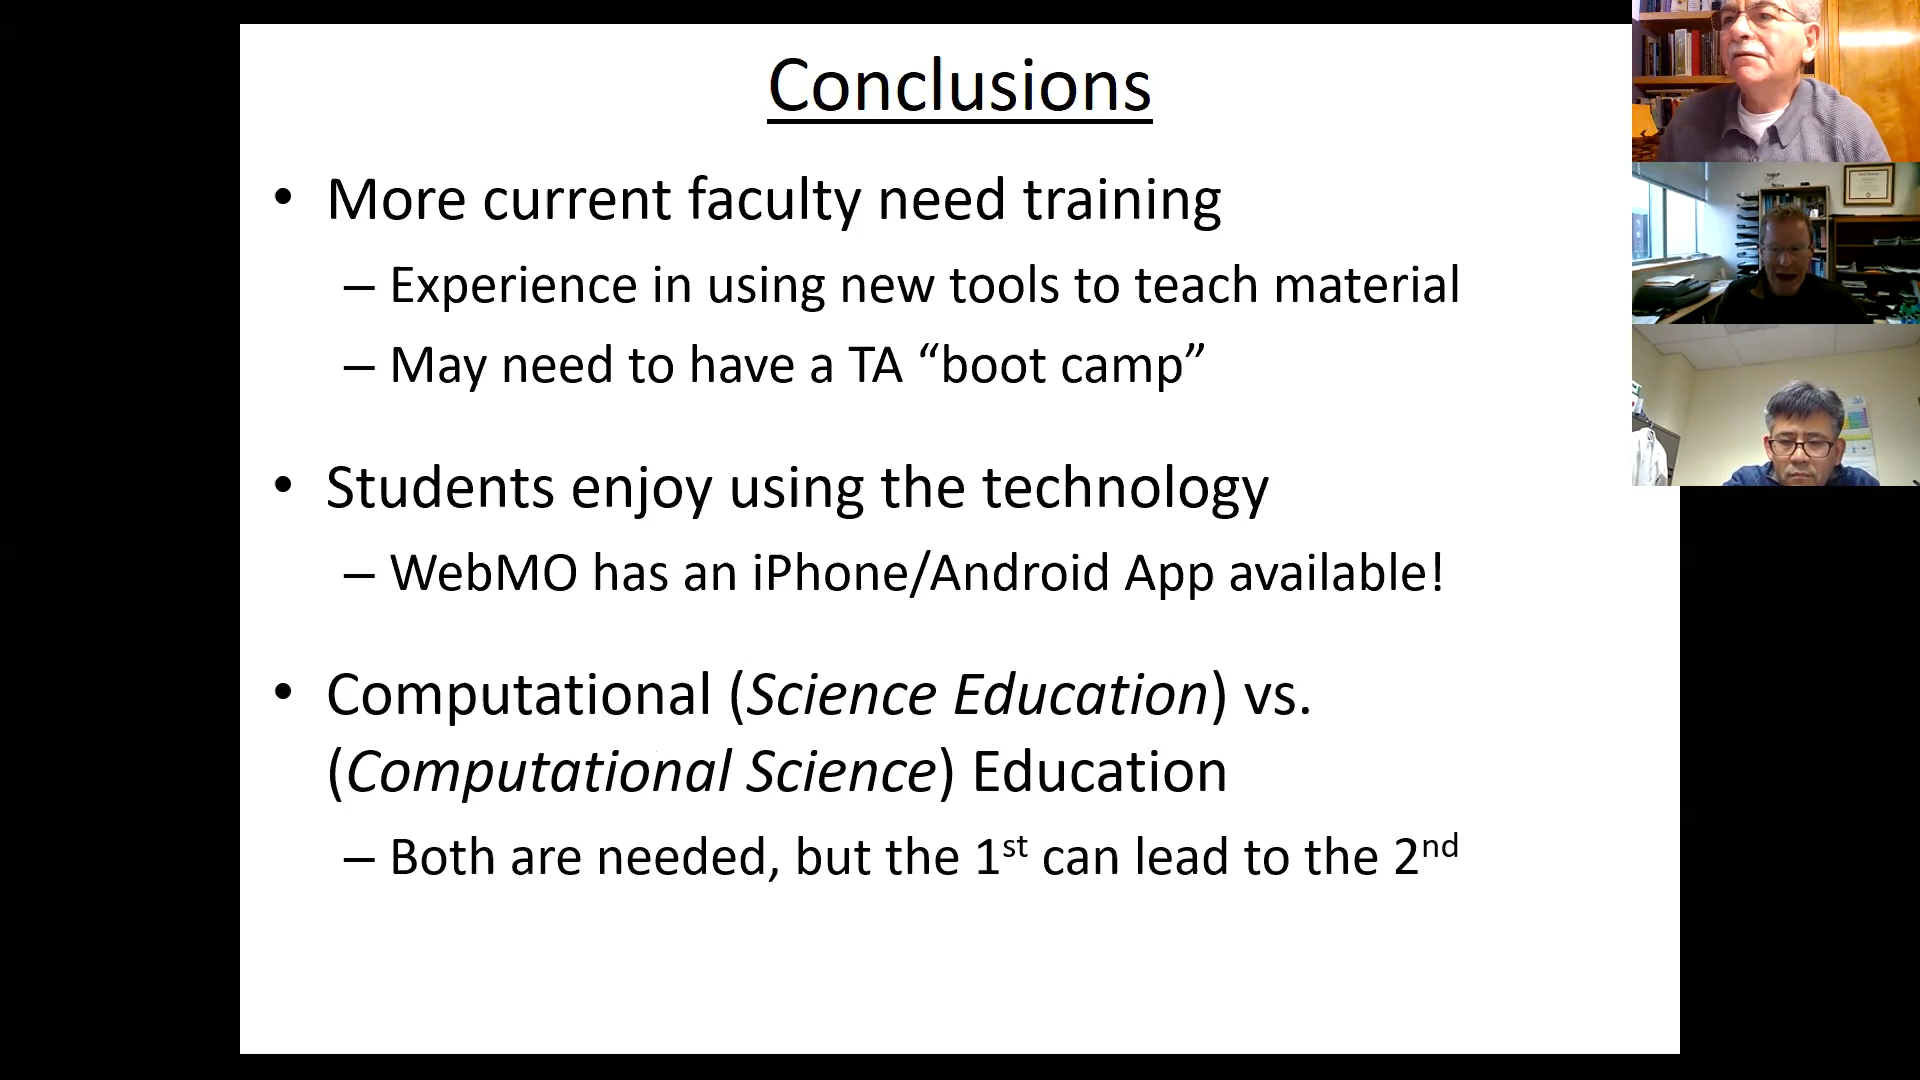 Conclusions
• More current faculty need training
– Experience in using new tools to teach material
– May need to have a TA “boot camp”
• Students enjoy using the technology
– WebMO has an iPhone/Android App available!
• Computational (Science Education) vs.
(Computational Science) Education
– Both are needed, but the 1st can lead to the 2nd